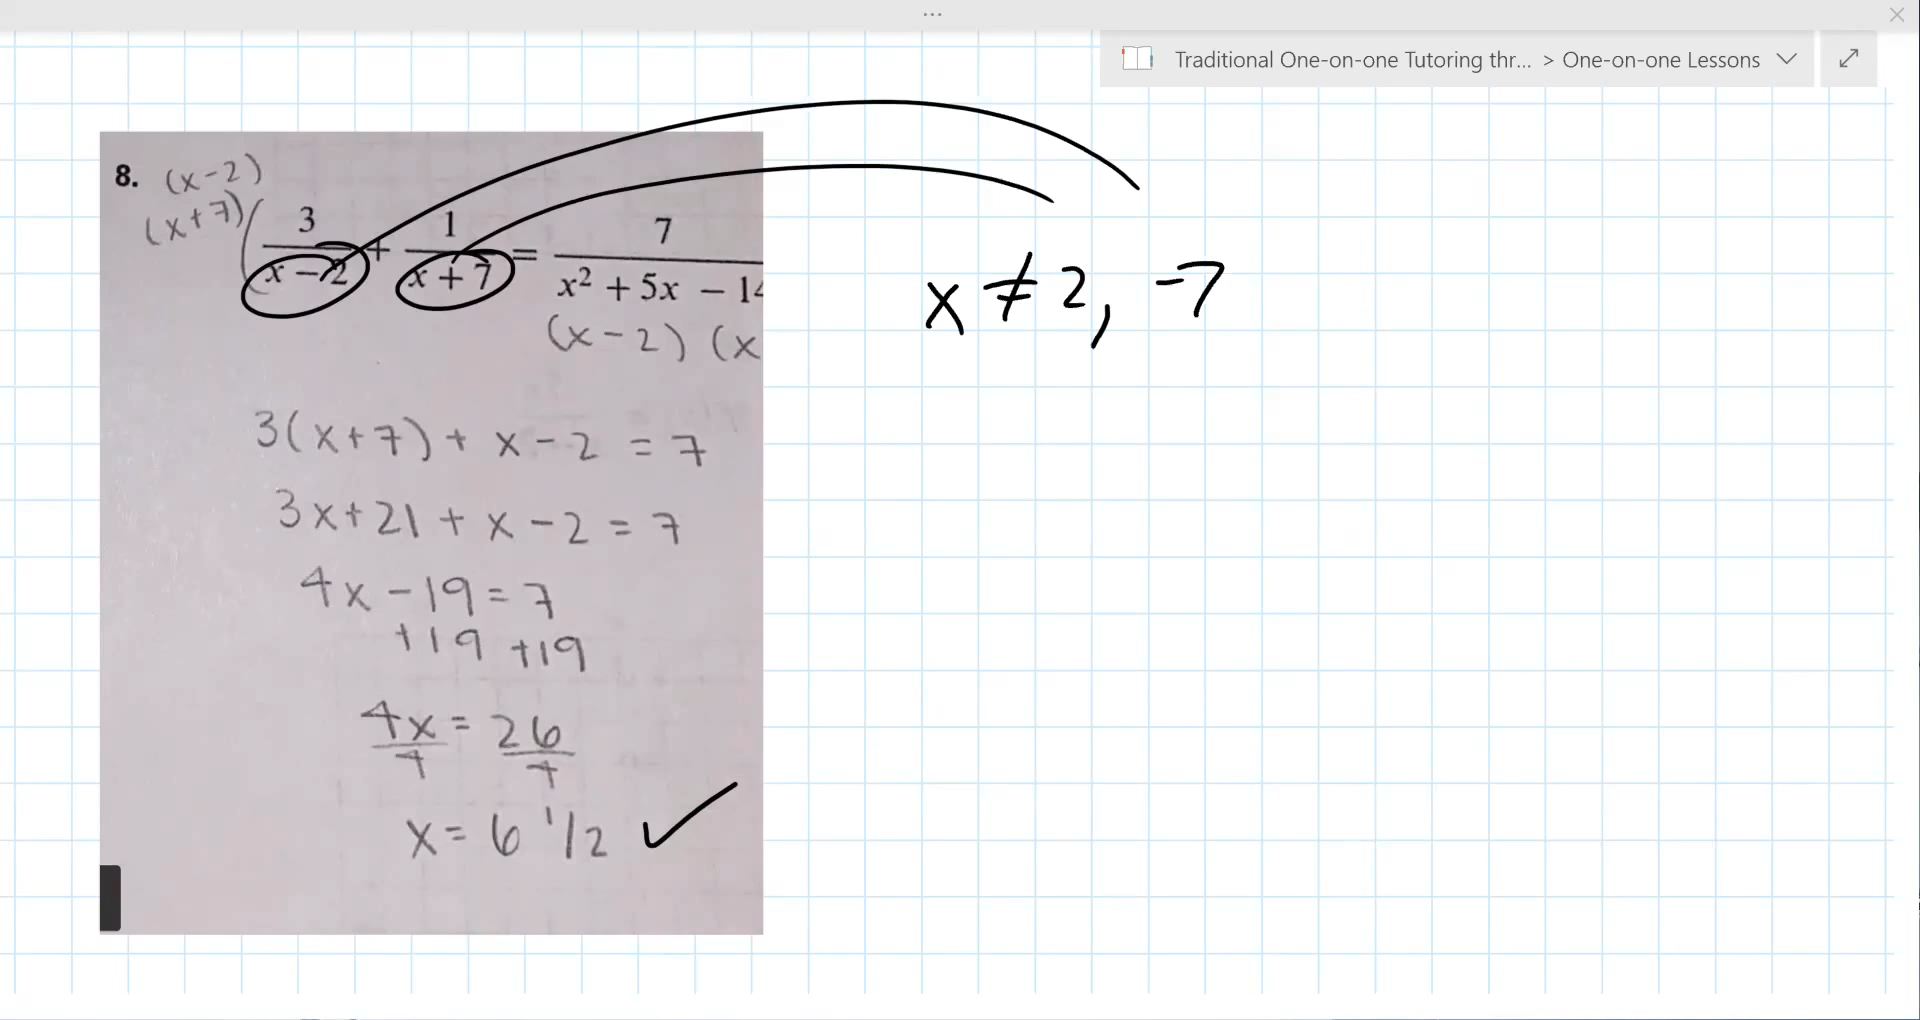 ...
Traditional One-on-one Tutoring thr... > One-on-one Lessons
8. (x-2)
(x+7) ( 3/(x-2) + 1/(x+7) = 7/(x² + 5x - 14
(x-2) (x
3(x+7) + x-2 = 7
3x+21 + x-2 = 7
4x-19=7
+19 +19
4x/4 = 26/4
x= 6 1/2 ✓
x ≠ 2, -7